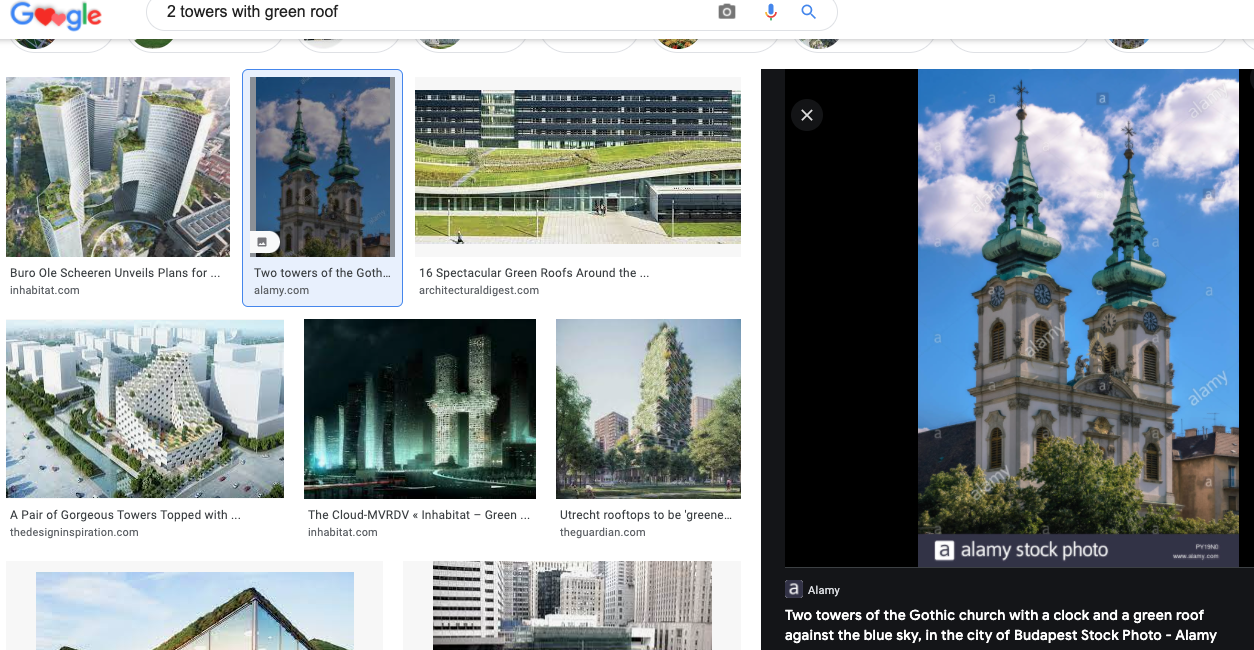 Google
2 towers with green roof
Buro Ole Scheeren Unveils Plans for ...
inhabitat.com
Two towers of the Goth...
alamy.com
16 Spectacular Green Roofs Around the ...
architecturaldigest.com
A Pair of Gorgeous Towers Topped with ...
thedesigninspiration.com
The Cloud-MVRDV « Inhabitat – Green ...
inhabitat.com
Utrecht rooftops to be 'greene...
theguardian.com
alamy
alamy
alamy
alamy
a alamy stock photo
PY19N0
www.alamy.com
a Alamy
Two towers of the Gothic church with a clock and a green roof
against the blue sky, in the city of Budapest Stock Photo - Alamy